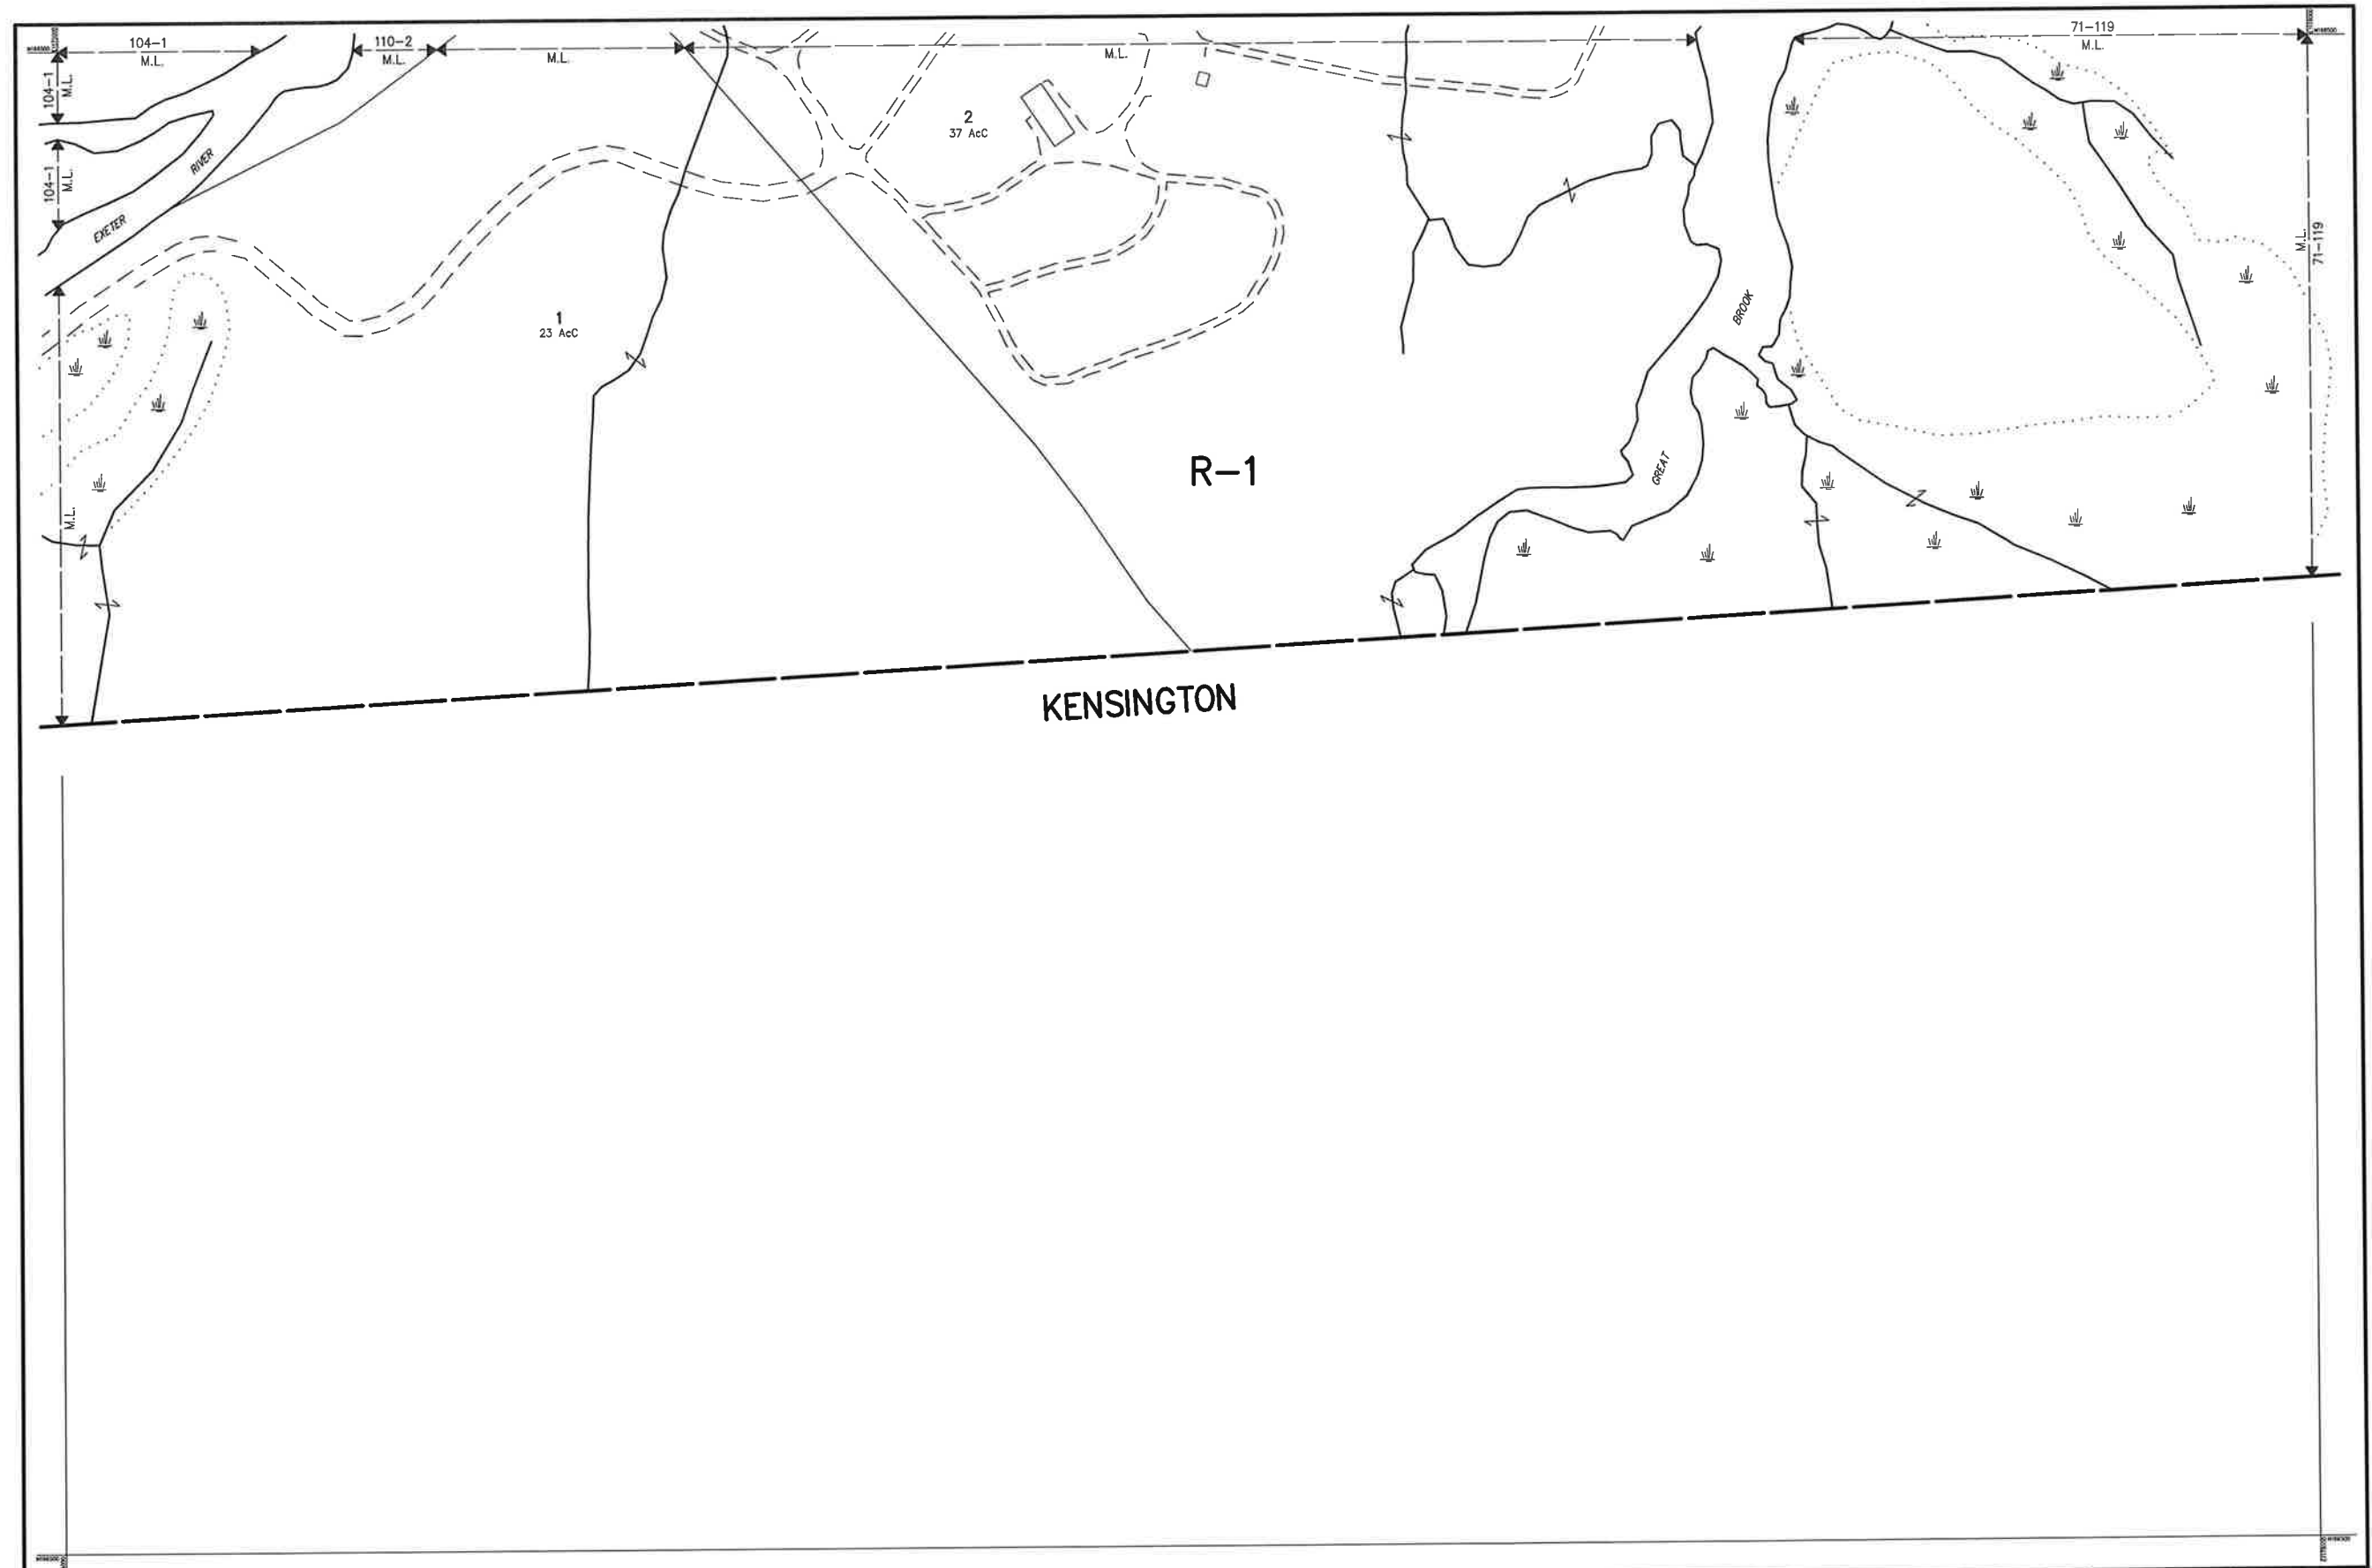 104-1
M.L.
110-2
M.L.
M.L.
M.L.
71-119
M.L.
104-1
M.L.
104-1
M.L.
M.L.
M.L.
71-119
2
37 AcC
RIVER
EXETER
1
23 AcC
BROOK
GREAT
R-1
KENSINGTON